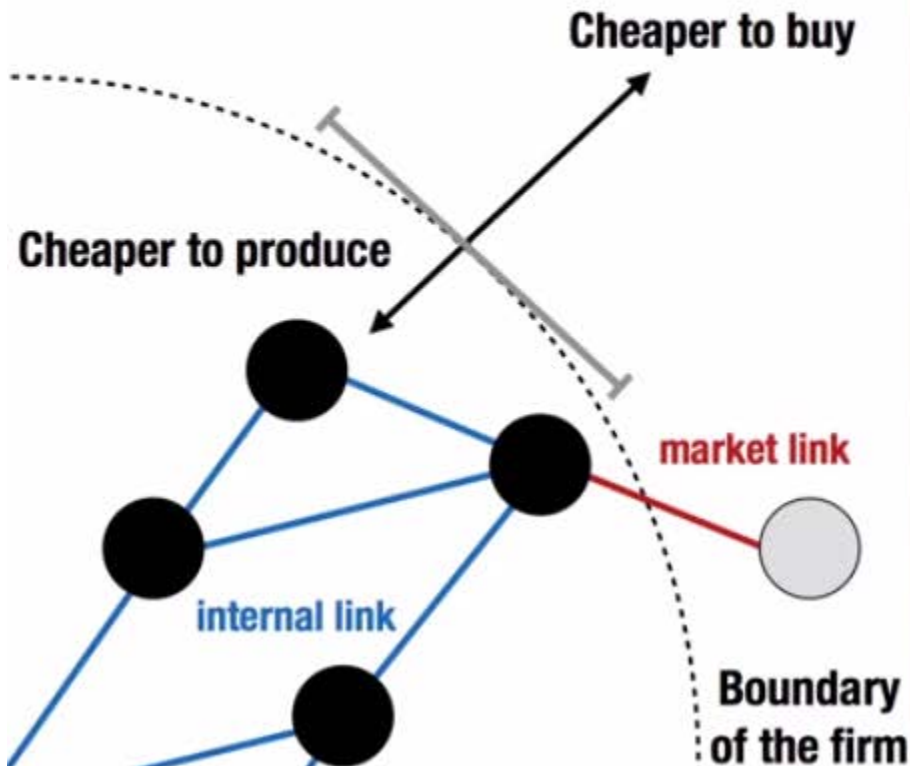 Cheaper to buy
Cheaper to produce
market link
internal link
Boundary
of the firm